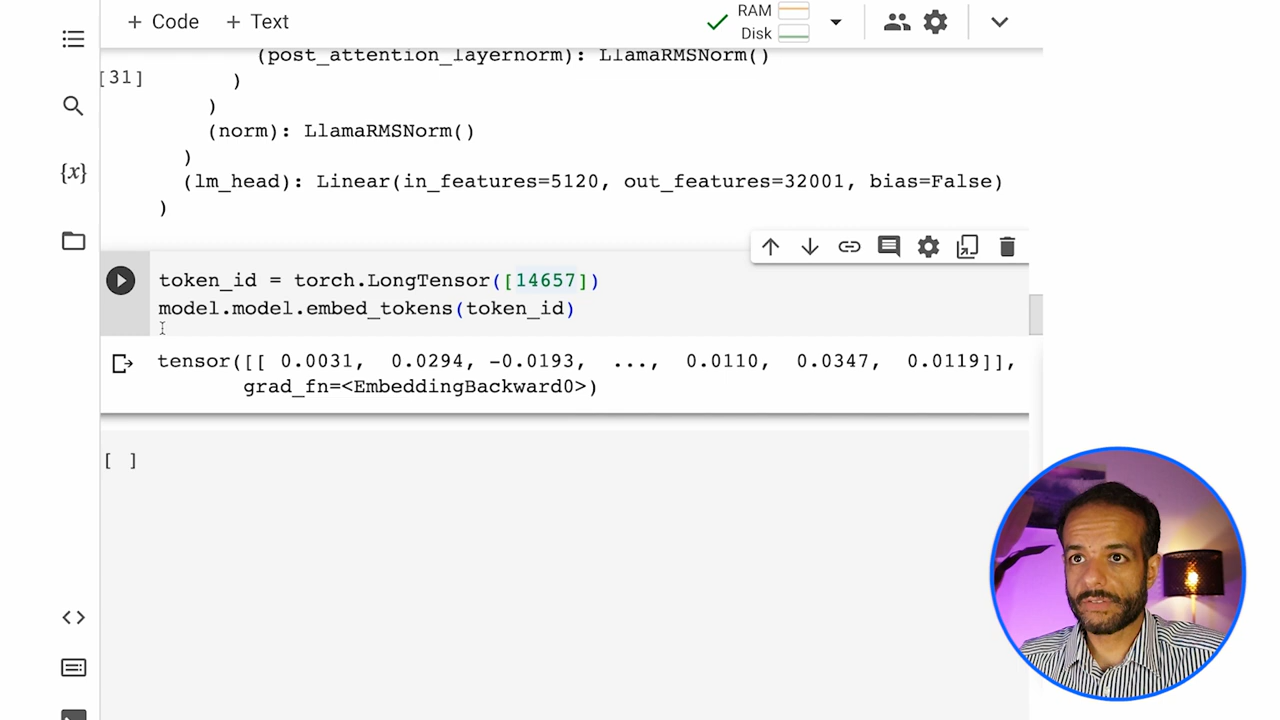 + Code + Text
RAM
Disk
(post_attention_layernorm): LlamaRMSNorm()
[31]
)
)
(norm): LlamaRMSNorm()
)
(lm_head): Linear(in_features=5120, out_features=32001, bias=False)
)
{x}
token_id = torch.LongTensor([14657])
model.model.embed_tokens(token_id)
tensor([[ 0.0031, 0.0294, -0.0193, ..., 0.0110, 0.0347, 0.0119]],
grad_fn=<EmbeddingBackward0>)
[ ]